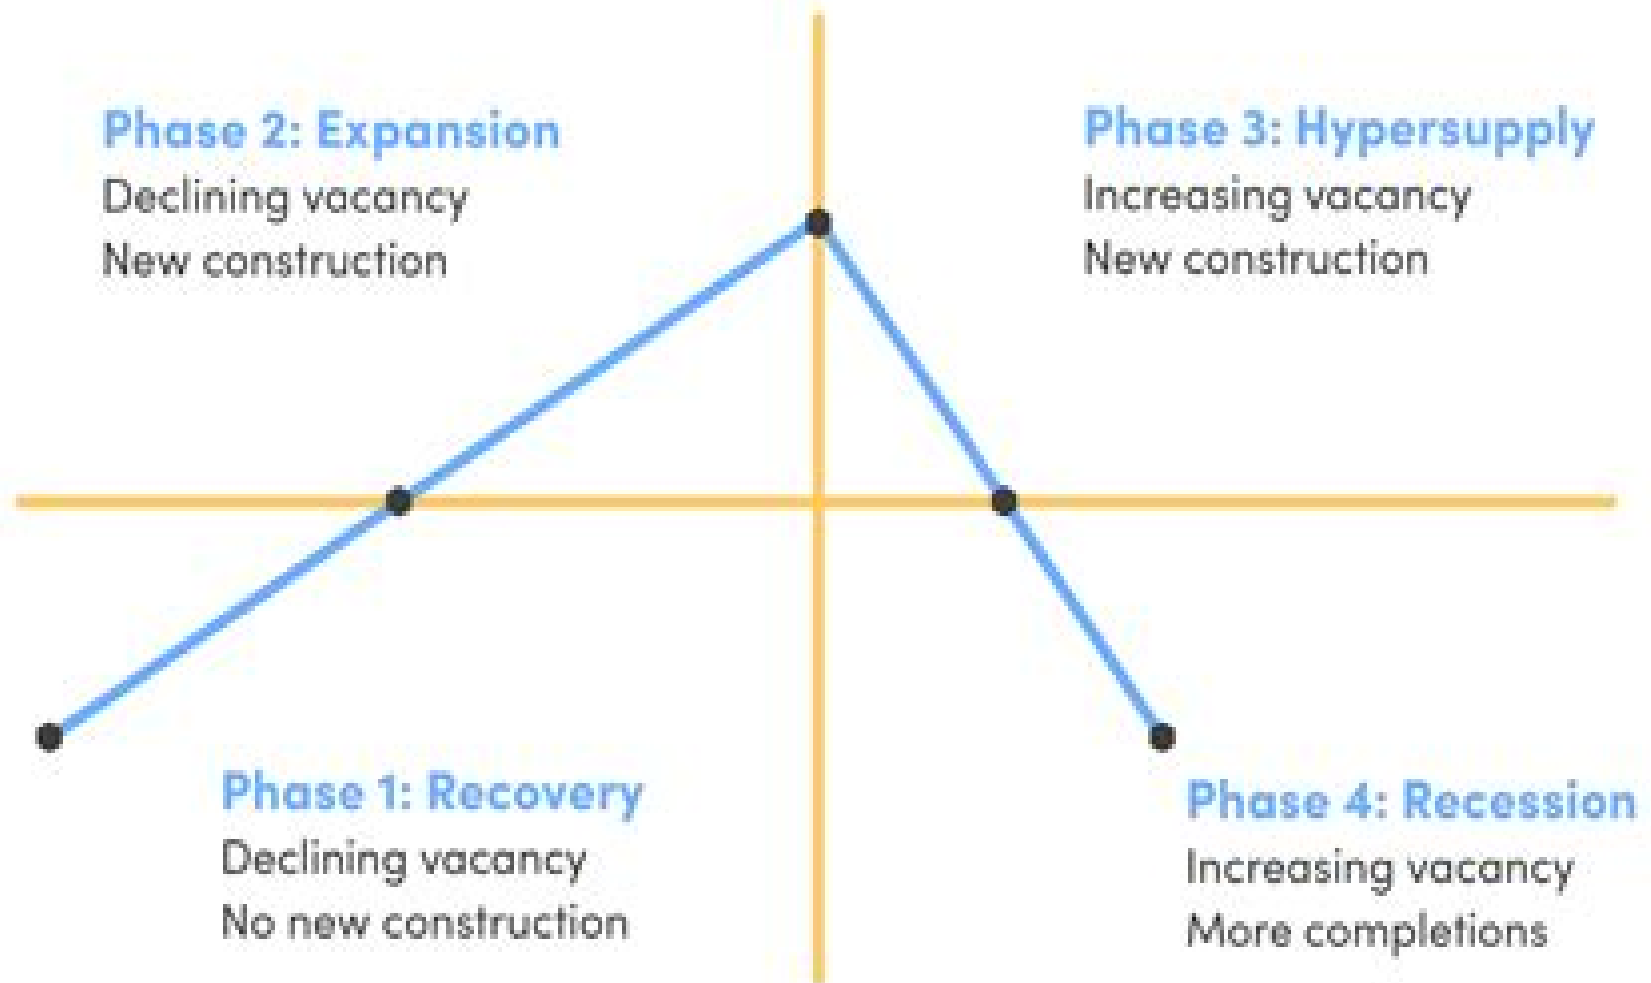 Phase 2: Expansion
Declining vacancy
New construction
Phase 3: Hypersupply
Increasing vacancy
New construction
Phase 1: Recovery
Declining vacancy
No new construction
Phase 4: Recession
Increasing vacancy
More completions